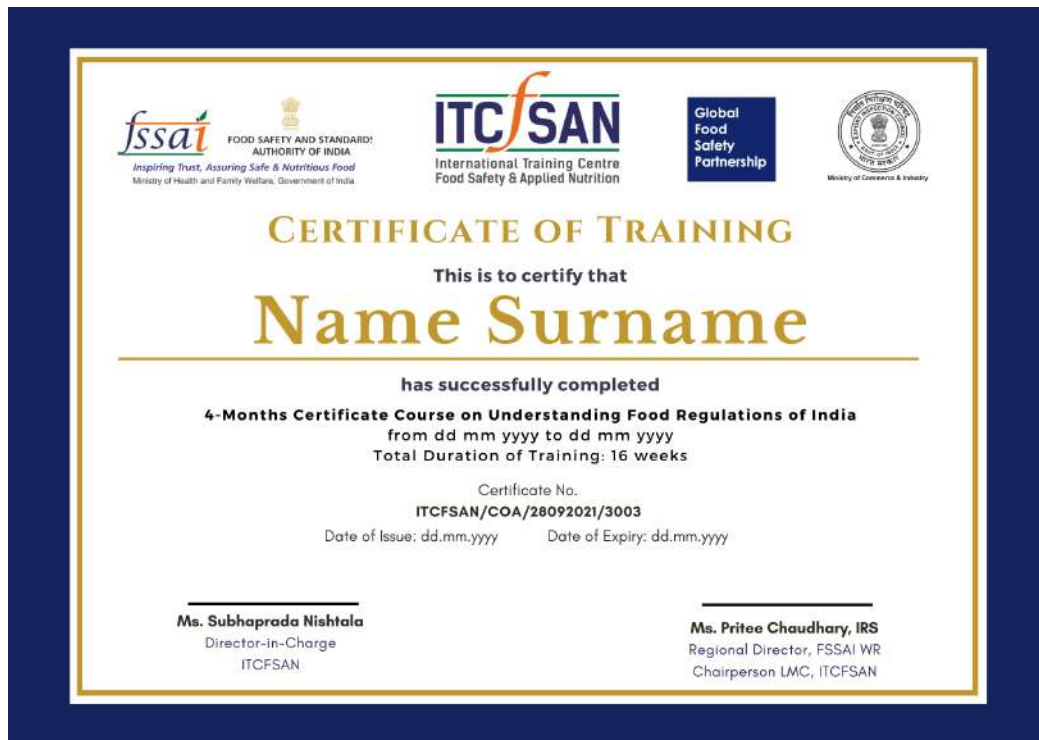 fssai
FOOD SAFETY AND STANDARDS
AUTHORITY OF INDIA
Inspiring Trust, Assuring Safe & Nutritious Food
Ministry of Health and Family Welfare, Government of India
ITCfSAN
International Training Centre
Food Safety & Applied Nutrition
Global
Food
Safety
Partnership
EXPORT INSPECTION COUNCIL
Ministry of Commerce & Industry
CERTIFICATE OF TRAINING
This is to certify that
Name Surname
has successfully completed
4-Months Certificate Course on Understanding Food Regulations of India
from dd mm yyyy to dd mm yyyy
Total Duration of Training: 16 weeks
Certificate No.
ITCFSAN/COA/28092021/3003
Date of Issue: dd.mm.yyyy Date of Expiry: dd.mm.yyyy
Ms. Subhaprada Nishtala
Director-in-Charge
ITCFSAN
Ms. Pritee Chaudhary, IRS
Regional Director, FSSAI WR
Chairperson LMC, ITCFSAN